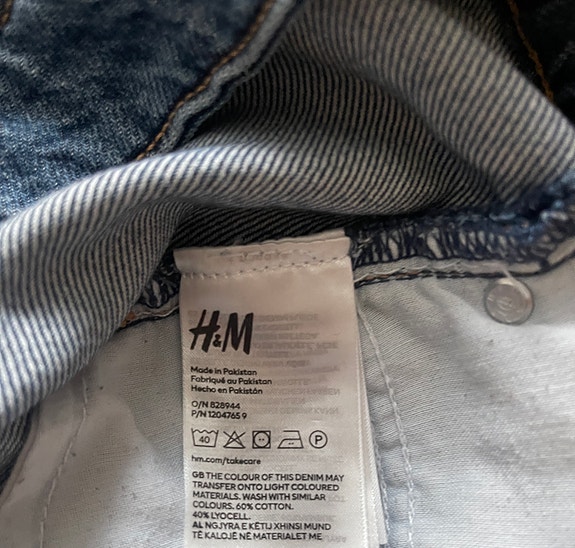 H&M
Made in Pakistan
Fabriqué au Pakistan
Hecho en Pakistán
O/N 828944
P/N 1204765 9
40 P
hm.com/takecare
GB THE COLOUR OF THIS DENIM MAY
TRANSFER ONTO LIGHT COLOURED
MATERIALS. WASH WITH SIMILAR
COLOURS. 60% COTTON.
40% LYOCELL.
AL NGJYRA E KËTIJ XHINSI MUND
TË KALOJË NË MATERIALET ME